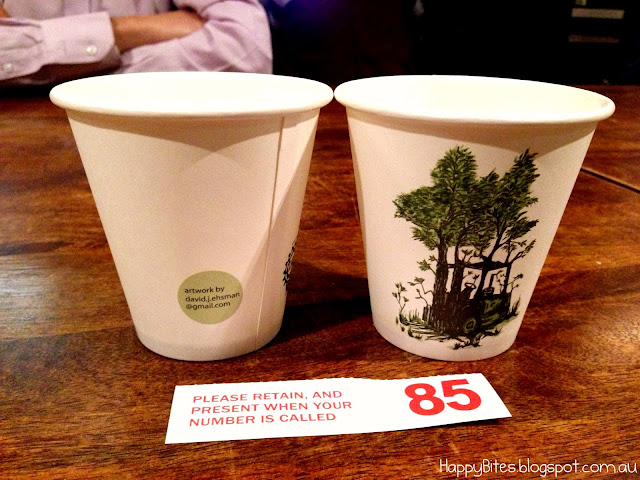 artwork by
david.j.ehsman
@gmail.com
PLEASE RETAIN, AND
PRESENT WHEN YOUR
NUMBER IS CALLED
85
HappyBites.blogspot.com.au